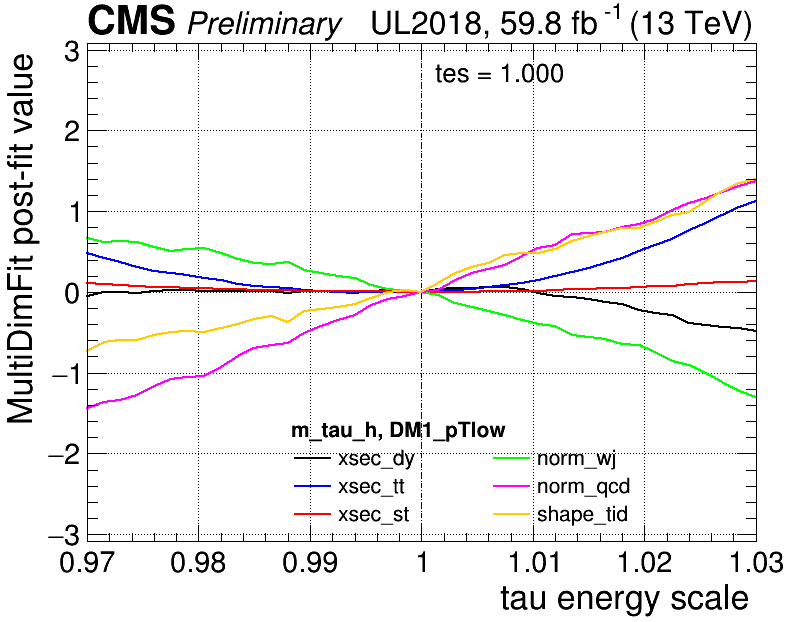 CMS Preliminary UL2018, 59.8 fb⁻¹ (13 TeV)
MultiDimFit post-fit value
tes = 1.000
3
2
1
0
−1
−2
−3
m_tau_h, DM1_pTlow
xsec_dy norm_wj
xsec_tt norm_qcd
xsec_st shape_tid
0.97 0.98 0.99 1 1.01 1.02 1.03
tau energy scale